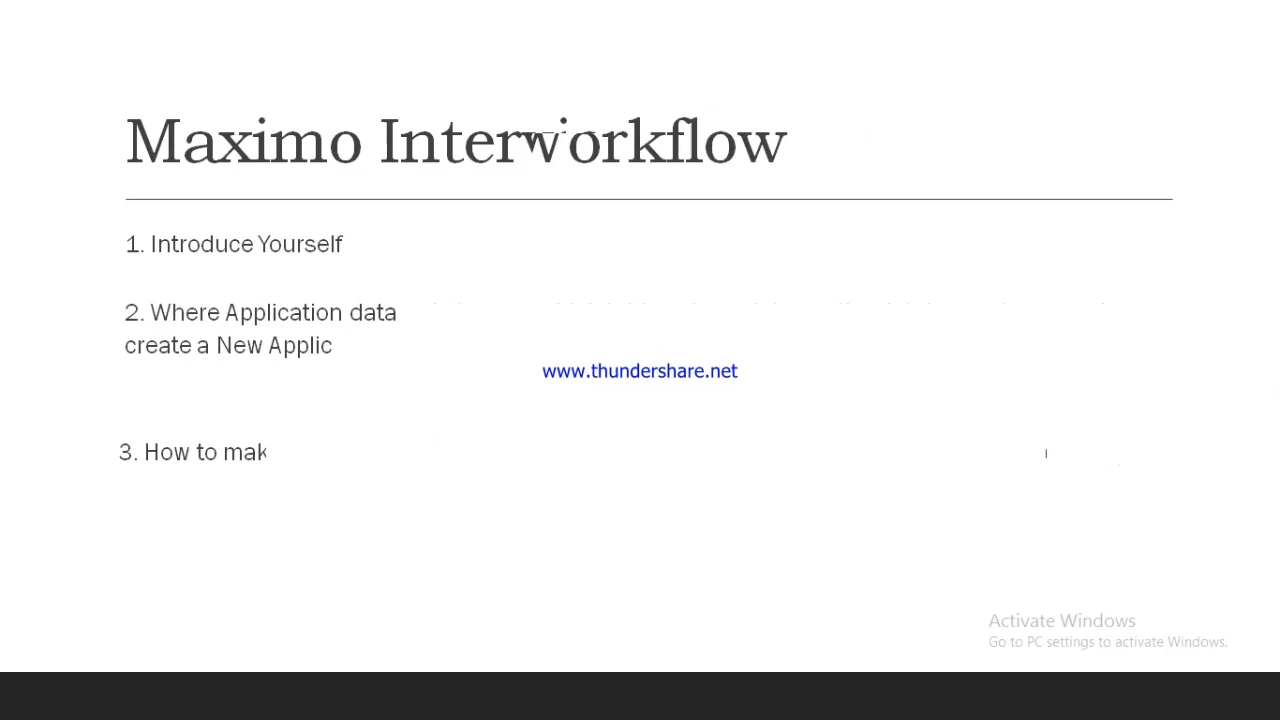 Maximo Interworkflow
1. Introduce Yourself
2. Where Application data
create a New Applic
www.thundershare.net
3. How to mak
Activate Windows
Go to PC settings to activate Windows.